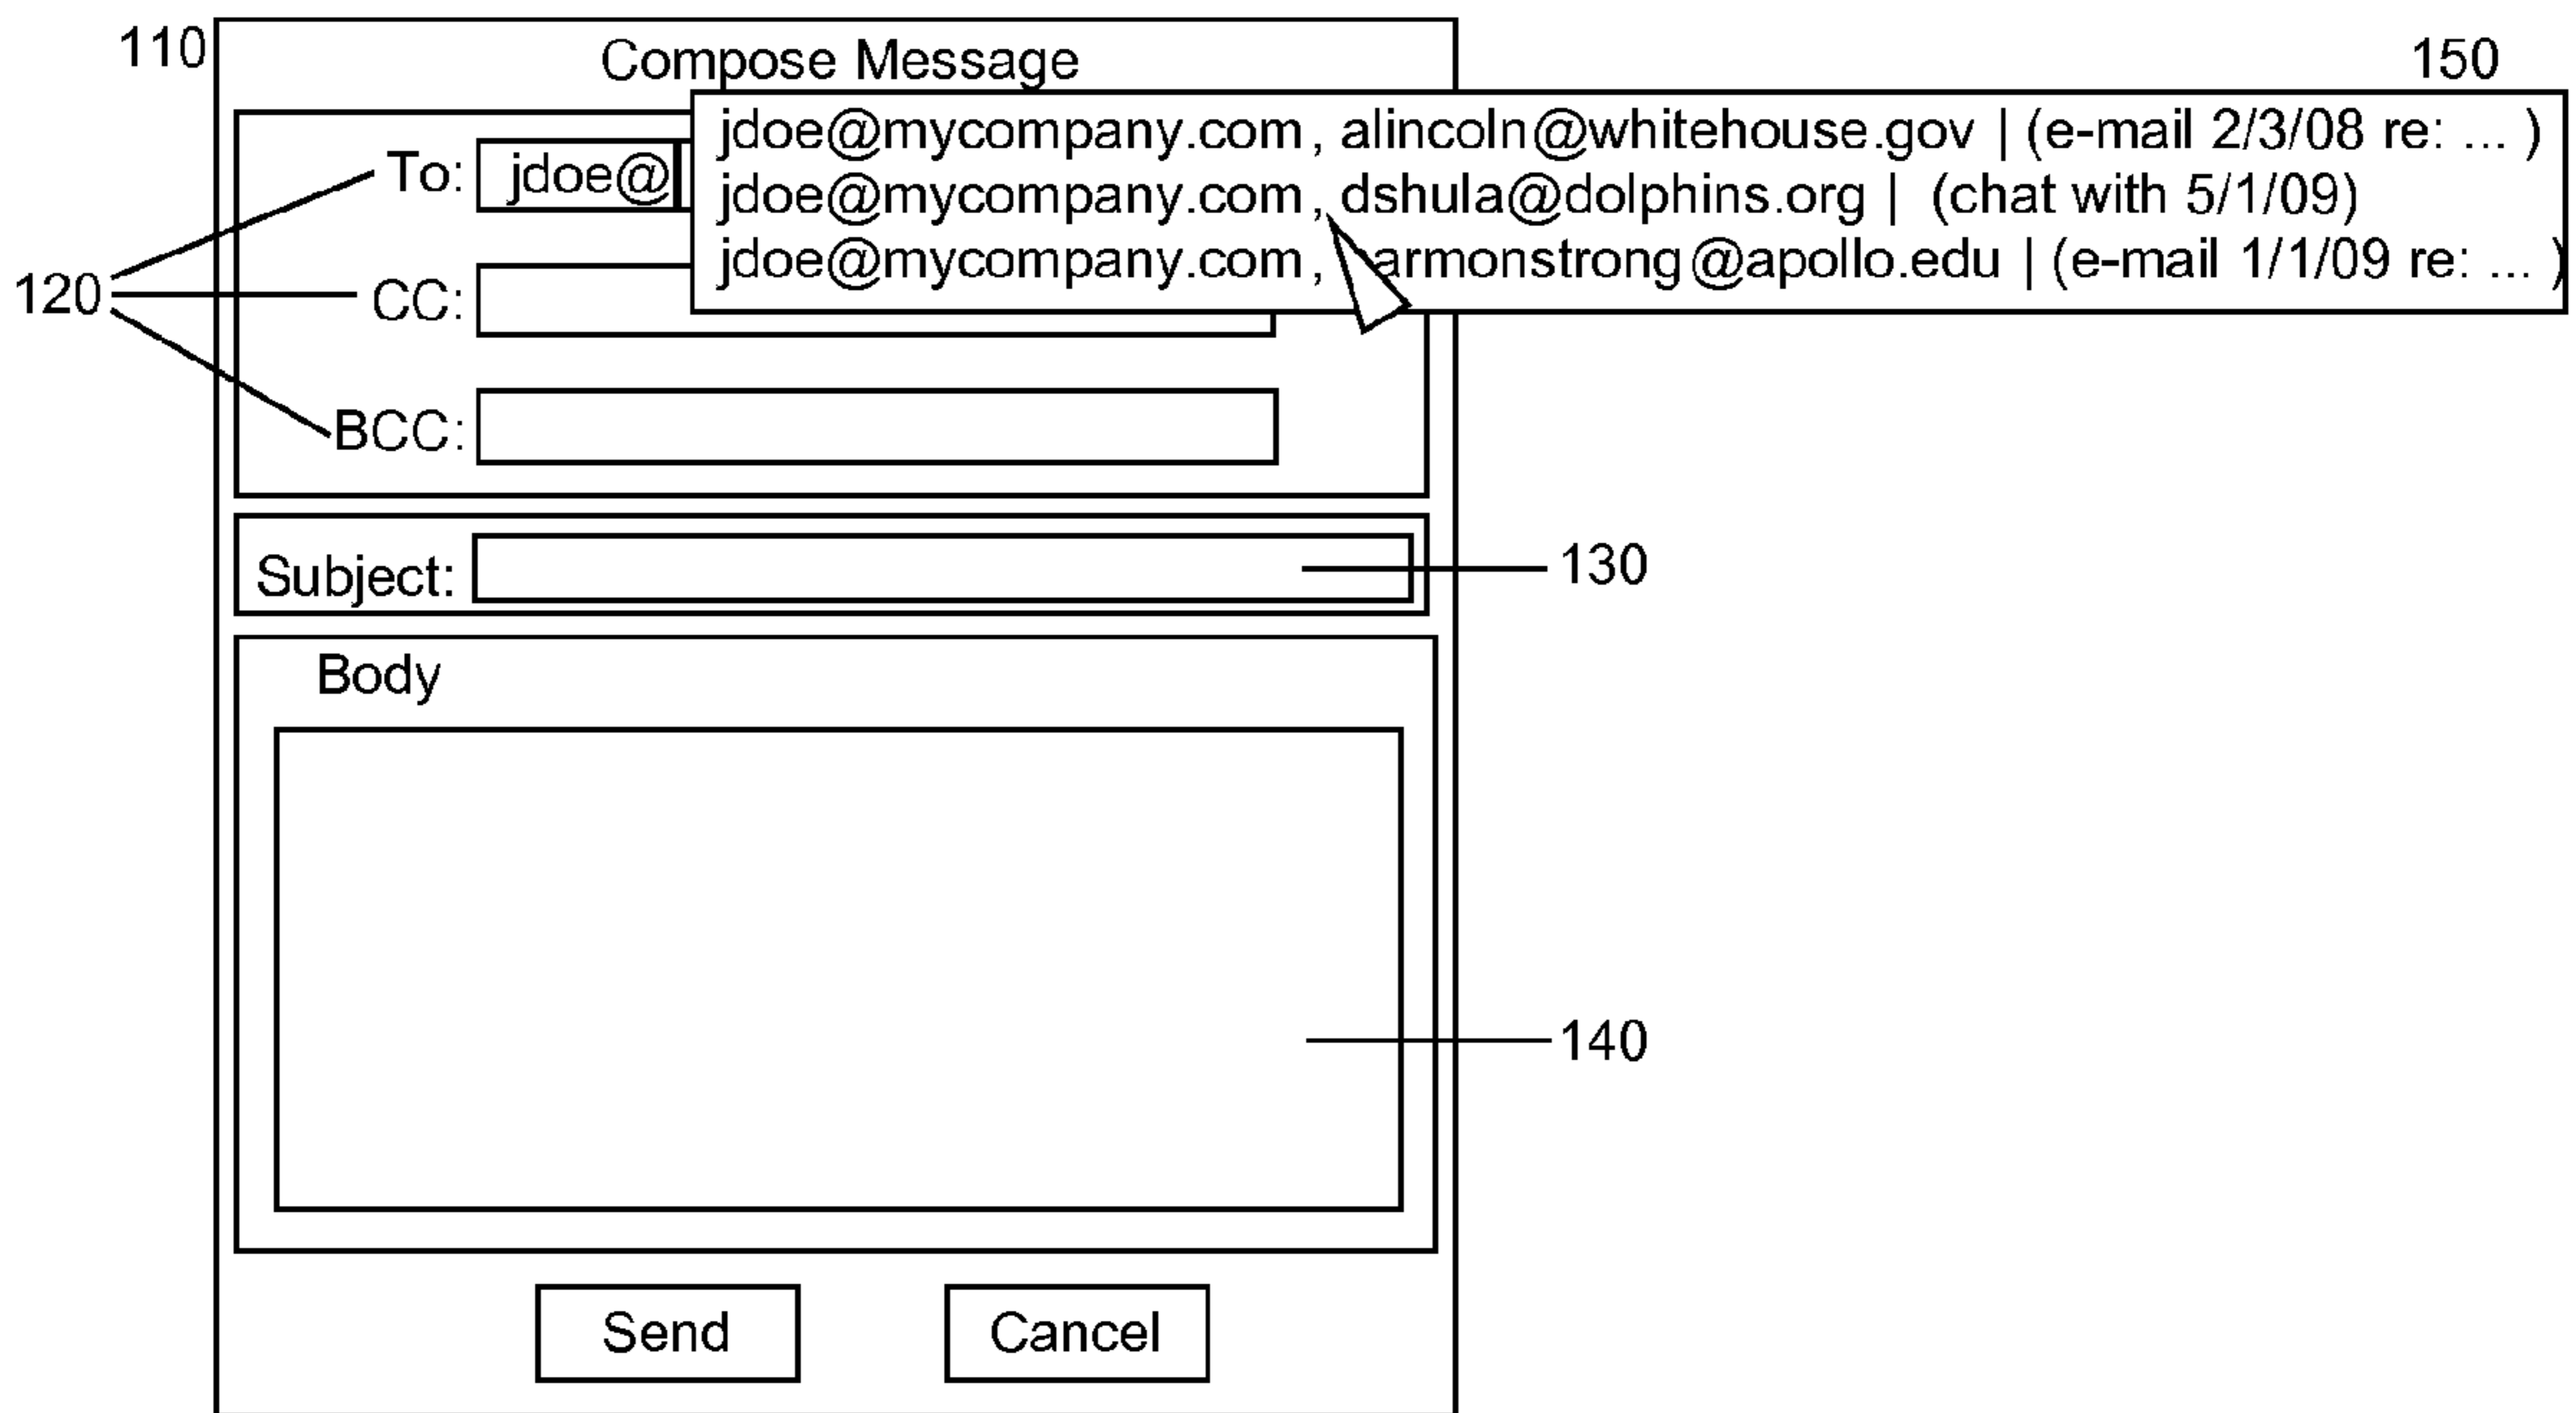 110
Compose Message
150
jdoe@mycompany.com, alincoln@whitehouse.gov | (e-mail 2/3/08 re: ... )
To: jdoe@
jdoe@mycompany.com, dshula@dolphins.org | (chat with 5/1/09)
jdoe@mycompany.com, armonstrong@apollo.edu | (e-mail 1/1/09 re: ... )
120
CC:
BCC:
Subject:
130
Body
140
Send
Cancel